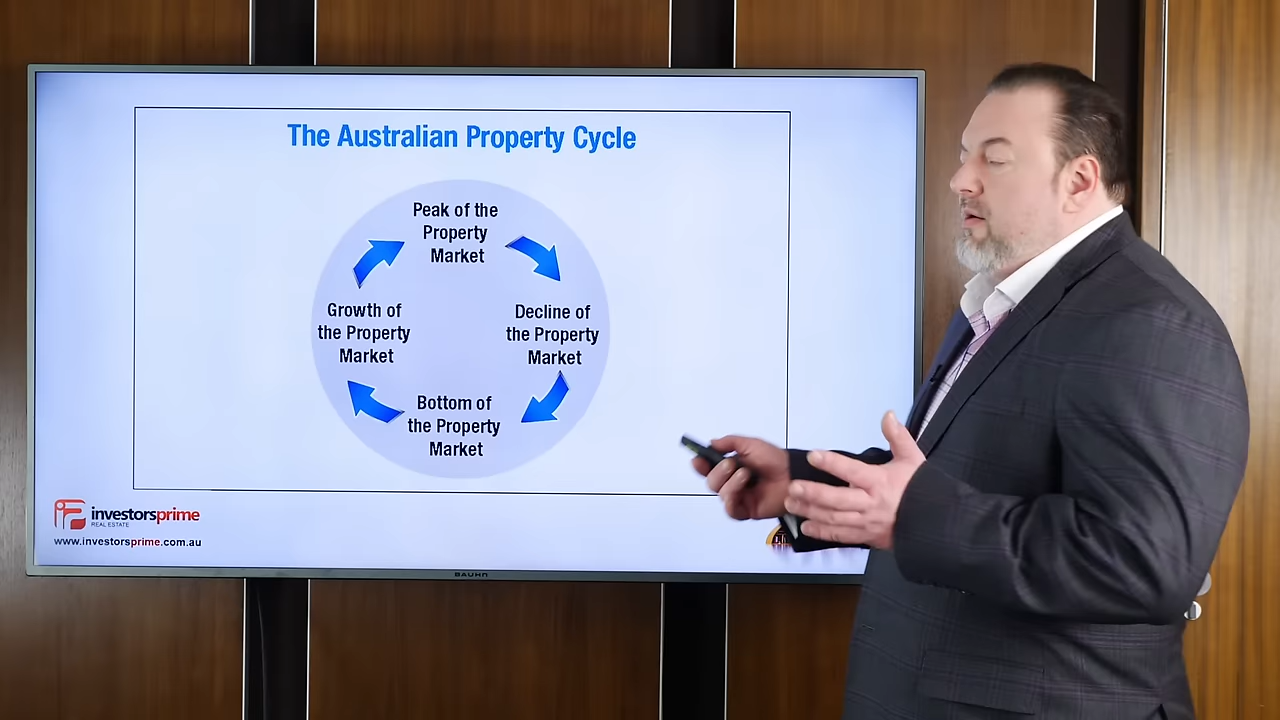 The Australian Property Cycle
Peak of the
Property
Market
Growth of
the Property
Market
Decline of
the Property
Market
Bottom of
the Property
Market
investorsprime
REAL ESTATE
www.investorsprime.com.au
BAUHN